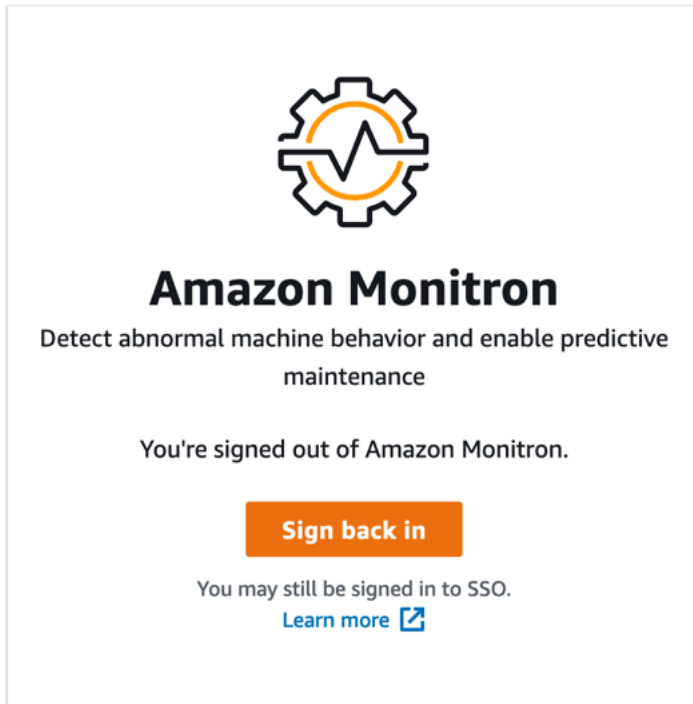 Amazon Monitron
Detect abnormal machine behavior and enable predictive
maintenance
You're signed out of Amazon Monitron.
Sign back in
You may still be signed in to SSO.
Learn more